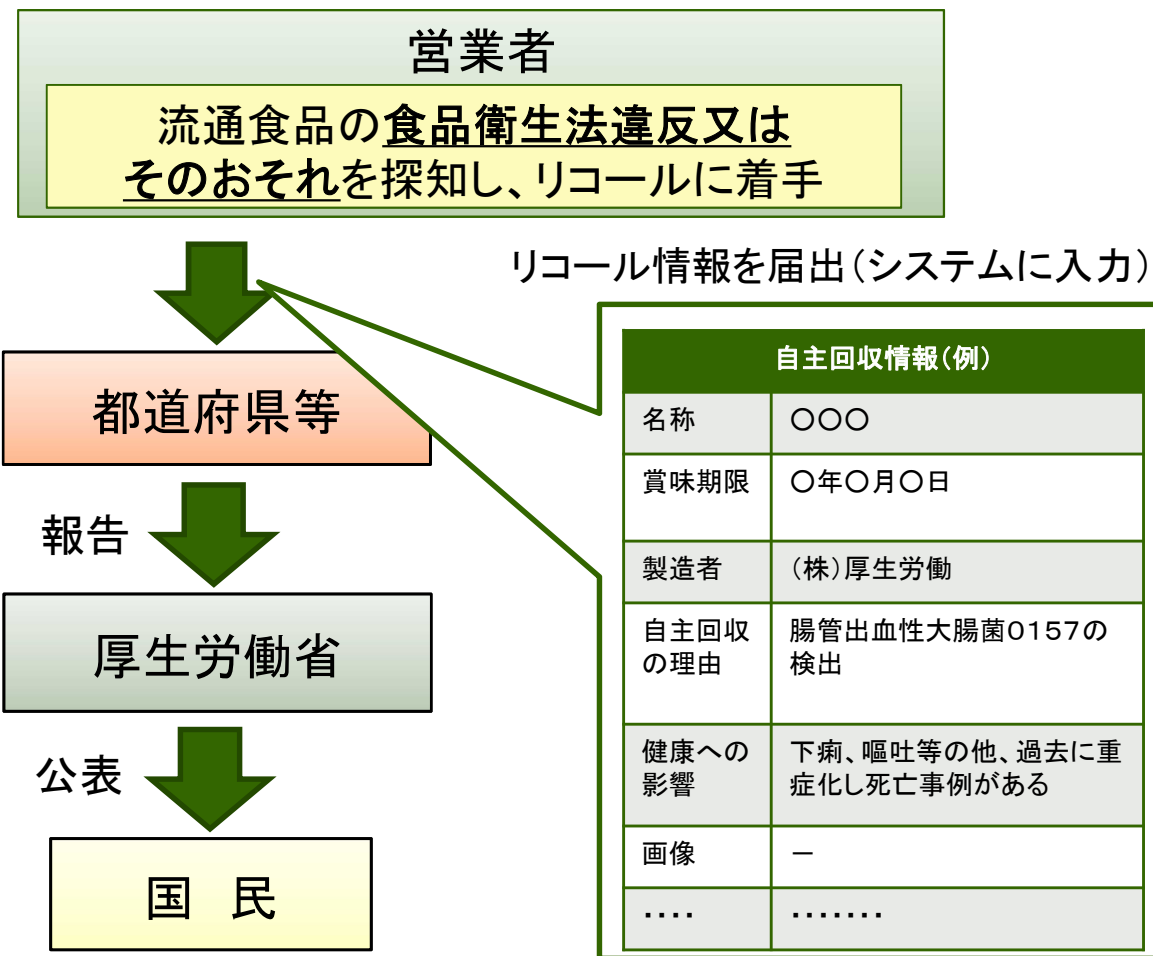 営業者
流通食品の食品衛生法違反又は
そのおそれを探知し、リコールに着手
リコール情報を届出(システムに入力)
都道府県等
報告
厚生労働省
公表
国　民
自主回収情報(例)
名称　〇〇〇
賞味期限　〇年〇月〇日
製造者　(株)厚生労働
自主回収　腸管出血性大腸菌O157の
の理由　検出
健康への　下痢、嘔吐等の他、過去に重
影響　症化し死亡事例がある
画像　－
・・・・　・・・・・・・